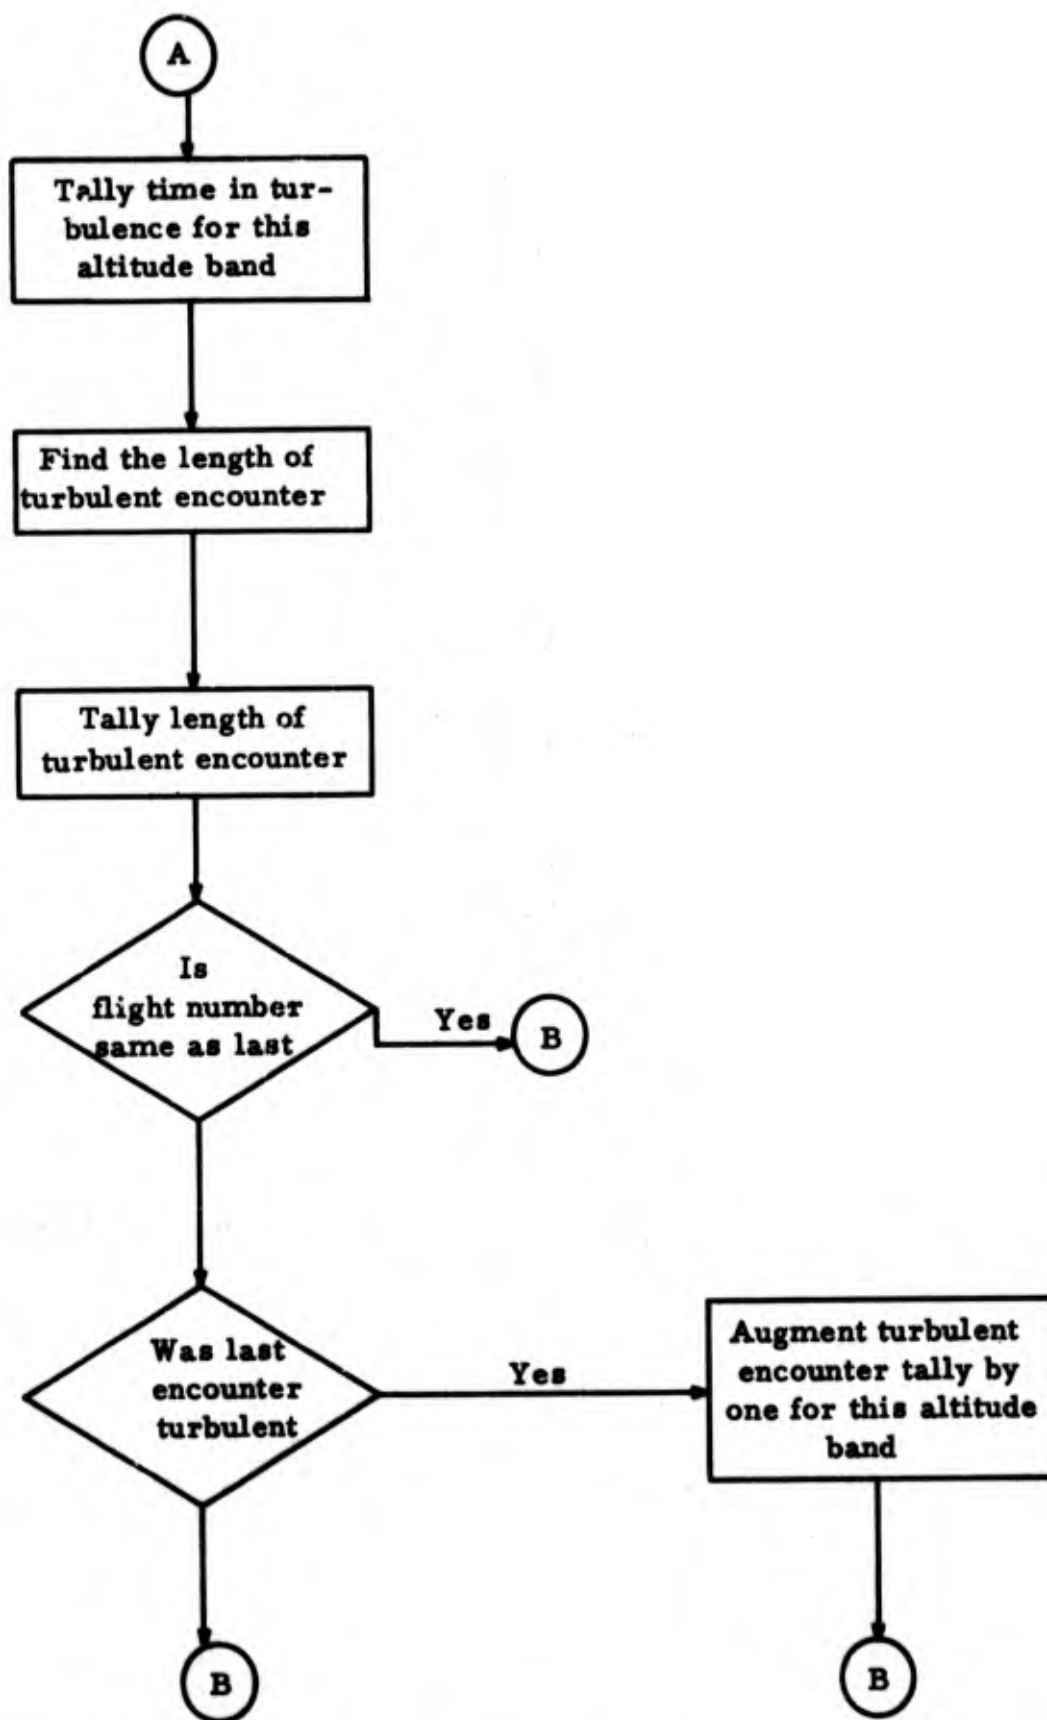 A
Tally time in tur-
bulence for this
altitude band
Find the length of
turbulent encounter
Tally length of
turbulent encounter
Is
flight number
same as last
Yes
B
Was last
encounter
turbulent
Yes
Augment turbulent
encounter tally by
one for this altitude
band
B
B